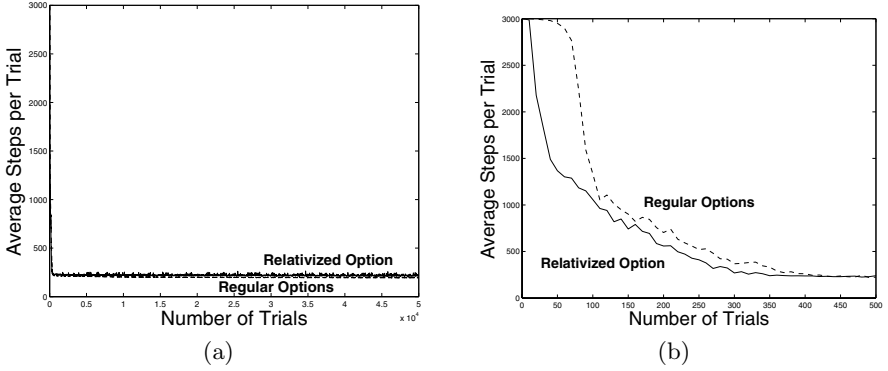 3000
2500
2000
1500
1000
500
0
Average Steps per Trial
Relativized Option
Regular Options
0 0.5 1 1.5 2 2.5 3 3.5 4 4.5 5
x 10^4
Number of Trials
(a)
3000
2500
2000
1500
1000
500
0
Average Steps per Trial
Regular Options
Relativized Option
0 50 100 150 200 250 300 350 400 450 500
Number of Trials
(b)